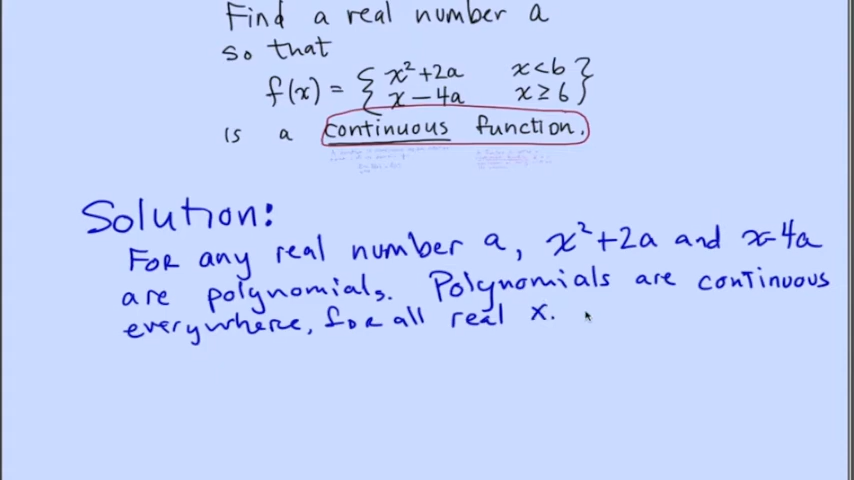 Find a real number a
so that
f(x) = { x²+2a x<6 }
{ x-4a x≥6 }
is a continuous function.
Solution:
For any real number a, x²+2a and x-4a
are polynomials. Polynomials are continuous
everywhere, for all real x.